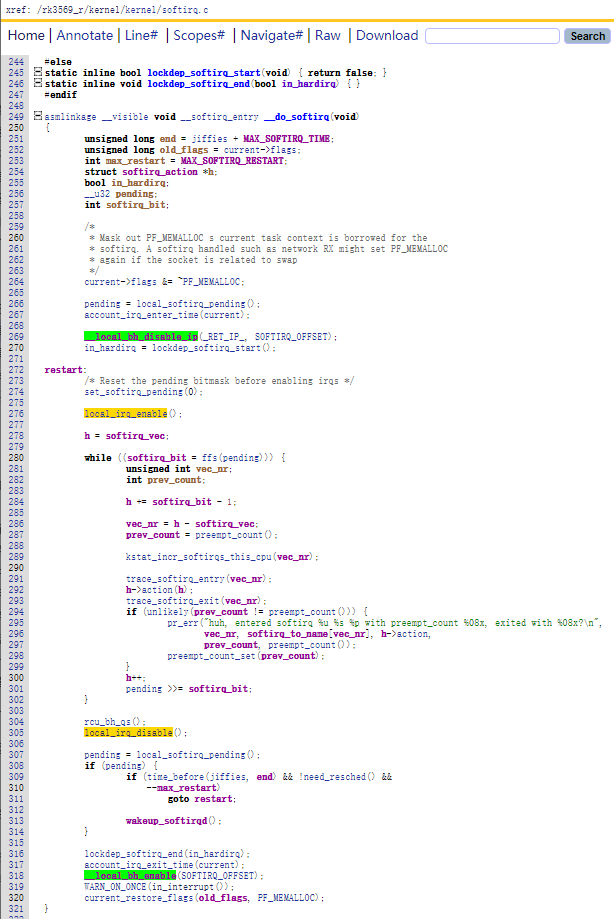 xref: /rk3569_r/kernel/kernel/softirq.c
Home | Annotate | Line# | Scopes# | Navigate# | Raw | Download Search
244 #else
245 static inline bool lockdep_softirq_start(void) { return false; }
246 static inline void lockdep_softirq_end(bool in_hardirq) { }
247 #endif
248
249 asmlinkage __visible void __softirq_entry __do_softirq(void)
250 {
251 unsigned long end = jiffies + MAX_SOFTIRQ_TIME;
252 unsigned long old_flags = current->flags;
253 int max_restart = MAX_SOFTIRQ_RESTART;
254 struct softirq_action *h;
255 bool in_hardirq;
256 __u32 pending;
257 int softirq_bit;
258
259 /*
260 * Mask out PF_MEMALLOC s current task context is borrowed for the
261 * softirq. A softirq handled such as network RX might set PF_MEMALLOC
262 * again if the socket is related to swap
263 */
264 current->flags &= ~PF_MEMALLOC;
265
266 pending = local_softirq_pending();
267 account_irq_enter_time(current);
268
269 __local_bh_disable_ip(_RET_IP_, SOFTIRQ_OFFSET);
270 in_hardirq = lockdep_softirq_start();
271
272 restart:
273 /* Reset the pending bitmask before enabling irqs */
274 set_softirq_pending(0);
275
276 local_irq_enable();
277
278 h = softirq_vec;
279
280 while ((softirq_bit = ffs(pending))) {
281 unsigned int vec_nr;
282 int prev_count;
283
284 h += softirq_bit - 1;
285
286 vec_nr = h - softirq_vec;
287 prev_count = preempt_count();
288
289 kstat_incr_softirqs_this_cpu(vec_nr);
290
291 trace_softirq_entry(vec_nr);
292 h->action(h);
293 trace_softirq_exit(vec_nr);
294 if (unlikely(prev_count != preempt_count())) {
295 pr_err("huh, entered softirq %u %s %p with preempt_count %08x, exited with %08x?\n",
296 vec_nr, softirq_to_name[vec_nr], h->action,
297 prev_count, preempt_count());
298 preempt_count_set(prev_count);
299 }
300 h++;
301 pending >>= softirq_bit;
302 }
303
304 rcu_bh_qs();
305 local_irq_disable();
306
307 pending = local_softirq_pending();
308 if (pending) {
309 if (time_before(jiffies, end) && !need_resched() &&
310 --max_restart)
311 goto restart;
312
313 wakeup_softirqd();
314 }
315
316 lockdep_softirq_end(in_hardirq);
317 account_irq_exit_time(current);
318 __local_bh_enable(SOFTIRQ_OFFSET);
319 WARN_ON_ONCE(in_interrupt());
320 current_restore_flags(old_flags, PF_MEMALLOC);
321 }